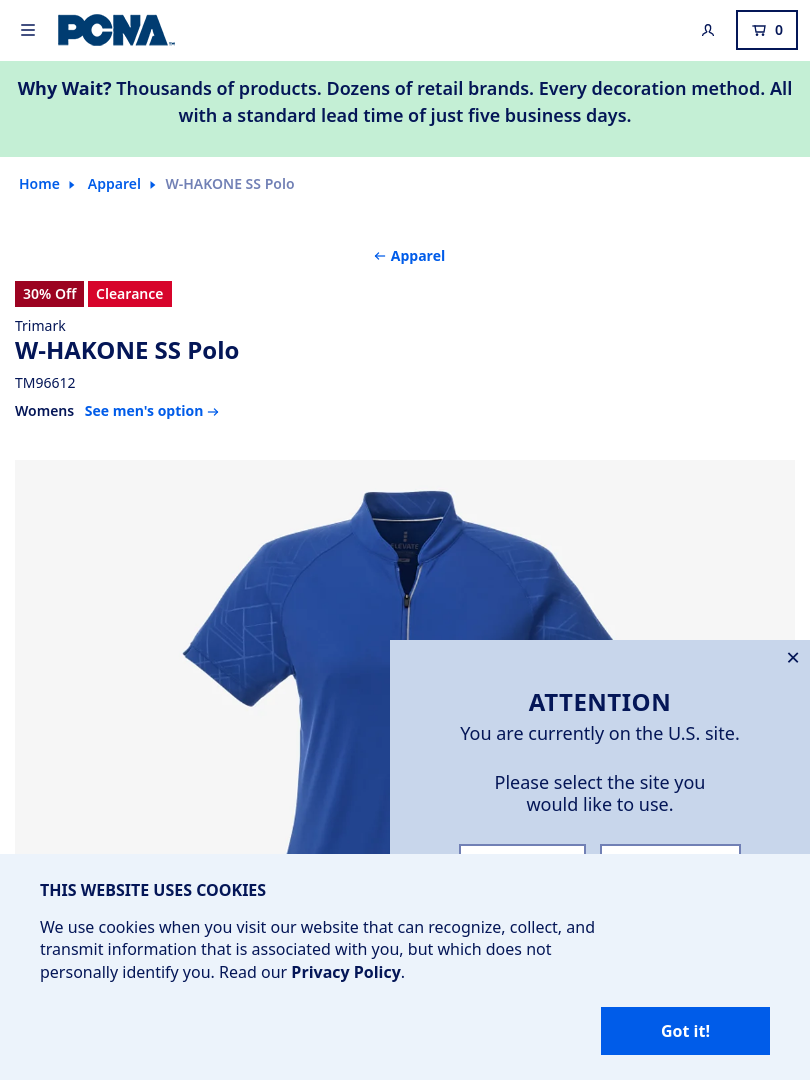 PCNA
0
Why Wait? Thousands of products. Dozens of retail brands. Every decoration method. All
with a standard lead time of just five business days.
Home Apparel W-HAKONE SS Polo
← Apparel
30% Off Clearance
Trimark
W-HAKONE SS Polo
TM96612
Womens See men's option →
ELEVATE
ATTENTION
You are currently on the U.S. site.
Please select the site you
would like to use.
THIS WEBSITE USES COOKIES
We use cookies when you visit our website that can recognize, collect, and
transmit information that is associated with you, but which does not
personally identify you. Read our Privacy Policy.
Got it!